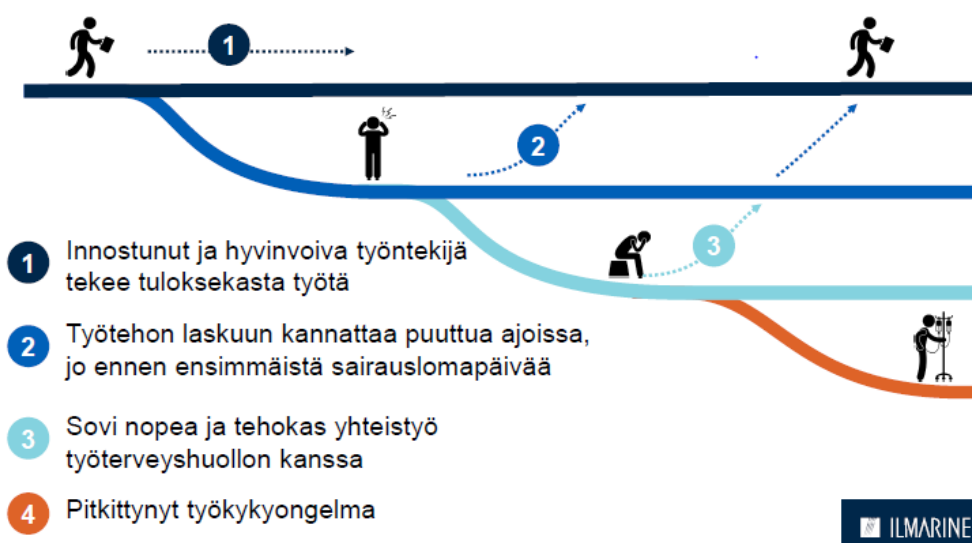 1
2
3
1 Innostunut ja hyvinvoiva työntekijä
tekee tuloksekasta työtä
2 Työtehon laskuun kannattaa puuttua ajoissa,
jo ennen ensimmäistä sairauslomapäivää
3 Sovi nopea ja tehokas yhteistyö
työterveyshuollon kanssa
4 Pitkittynyt työkykyongelma
ILMARINE